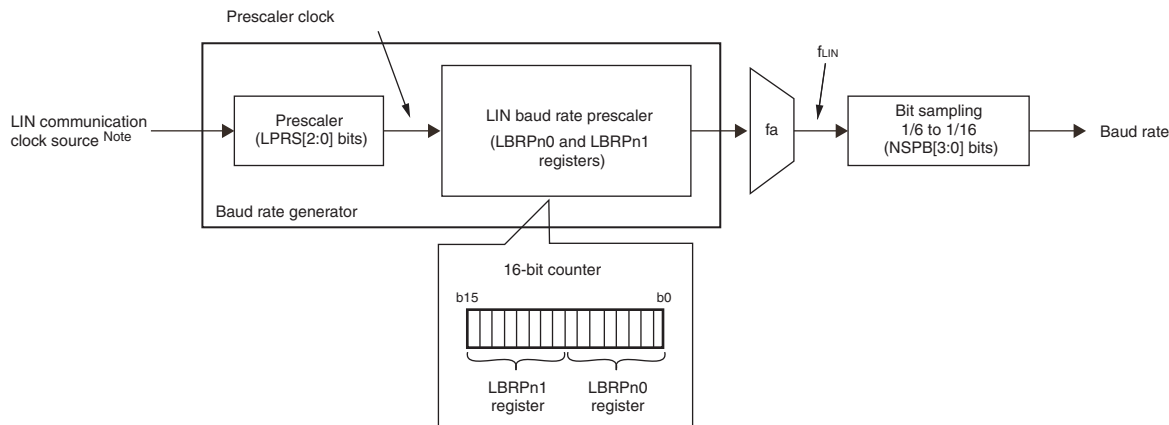 Prescaler clock
fLIN
LIN communication
clock source Note
Prescaler
(LPRS[2:0] bits)
LIN baud rate prescaler
(LBRPn0 and LBRPn1
registers)
fa
Bit sampling
1/6 to 1/16
(NSPB[3:0] bits)
Baud rate
Baud rate generator
16-bit counter
b15
b0
LBRPn1
register
LBRPn0
register